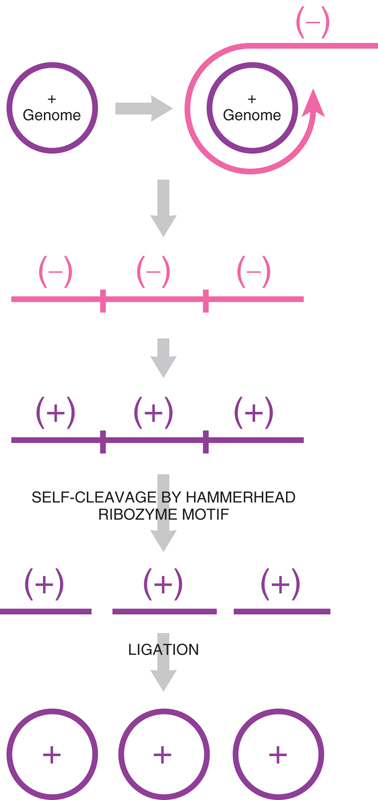 (–)
+
Genome
+
Genome
(–) (–) (–)
(+) (+) (+)
SELF-CLEAVAGE BY HAMMERHEAD
RIBOZYME MOTIF
(+) (+) (+)
LIGATION
+ + +